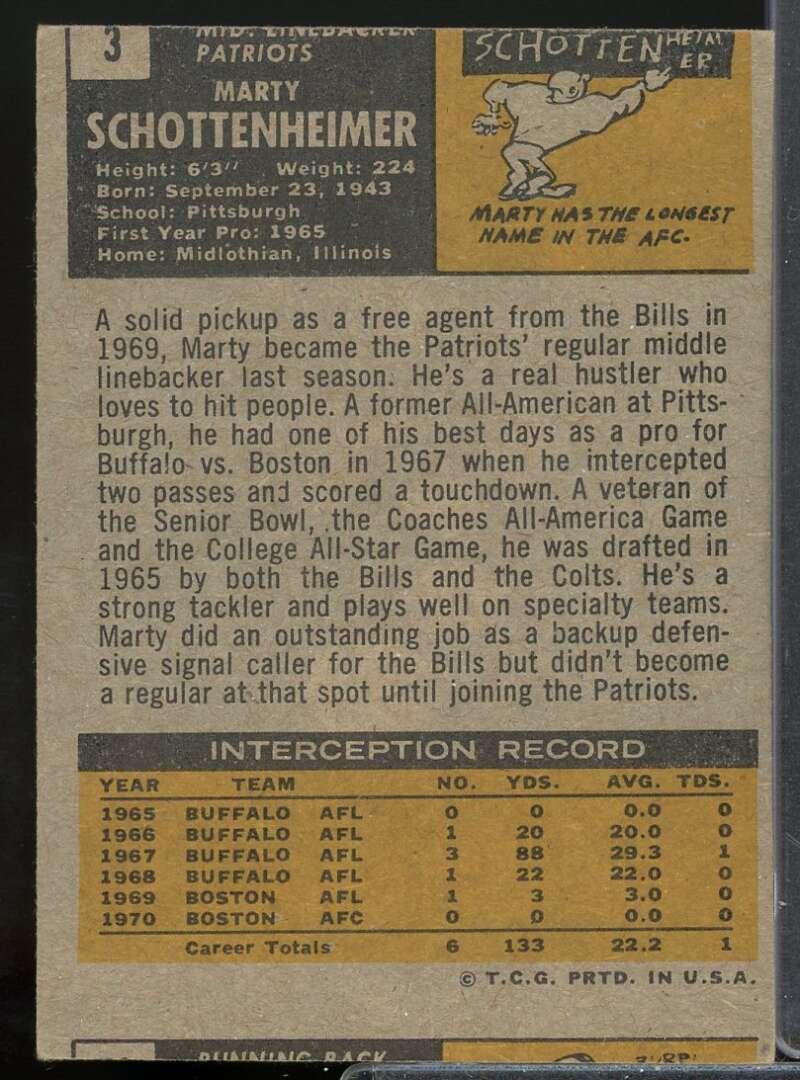 3
MID. LINEBACKER
PATRIOTS
MARTY
SCHOTTENHEIMER
Height: 6'3" Weight: 224
Born: September 23, 1943
School: Pittsburgh
First Year Pro: 1965
Home: Midlothian, Illinois
SCHOTTENHEIM
ER
MARTY HAS THE LONGEST
NAME IN THE AFC.
A solid pickup as a free agent from the Bills in
1969, Marty became the Patriots' regular middle
linebacker last season. He's a real hustler who
loves to hit people. A former All-American at Pitts-
burgh, he had one of his best days as a pro for
Buffalo vs. Boston in 1967 when he intercepted
two passes and scored a touchdown. A veteran of
the Senior Bowl, the Coaches All-America Game
and the College All-Star Game, he was drafted in
1965 by both the Bills and the Colts. He's a
strong tackler and plays well on specialty teams.
Marty did an outstanding job as a backup defen-
sive signal caller for the Bills but didn't become
a regular at that spot until joining the Patriots.
INTERCEPTION RECORD
YEAR TEAM NO. YDS. AVG. TDS.
1965 BUFFALO AFL 0 0 0.0 0
1966 BUFFALO AFL 1 20 20.0 0
1967 BUFFALO AFL 3 88 29.3 1
1968 BUFFALO AFL 1 22 22.0 0
1969 BOSTON AFL 1 3 3.0 0
1970 BOSTON AFC 0 0 0.0 0
Career Totals 6 133 22.2 1
© T.C.G. PRTD. IN U.S.A.
RUNNING BACK